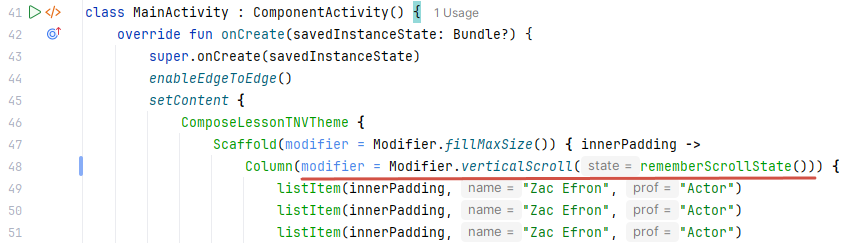 41 class MainActivity : ComponentActivity() { 1 Usage
42 override fun onCreate(savedInstanceState: Bundle?) {
43 super.onCreate(savedInstanceState)
44 enableEdgeToEdge()
45 setContent {
46 ComposeLessonTNVTheme {
47 Scaffold(modifier = Modifier.fillMaxSize()) { innerPadding ->
48 Column(modifier = Modifier.verticalScroll( state = rememberScrollState())) {
49 listItem(innerPadding, name = "Zac Efron", prof = "Actor")
50 listItem(innerPadding, name = "Zac Efron", prof = "Actor")
51 listItem(innerPadding, name = "Zac Efron", prof = "Actor")